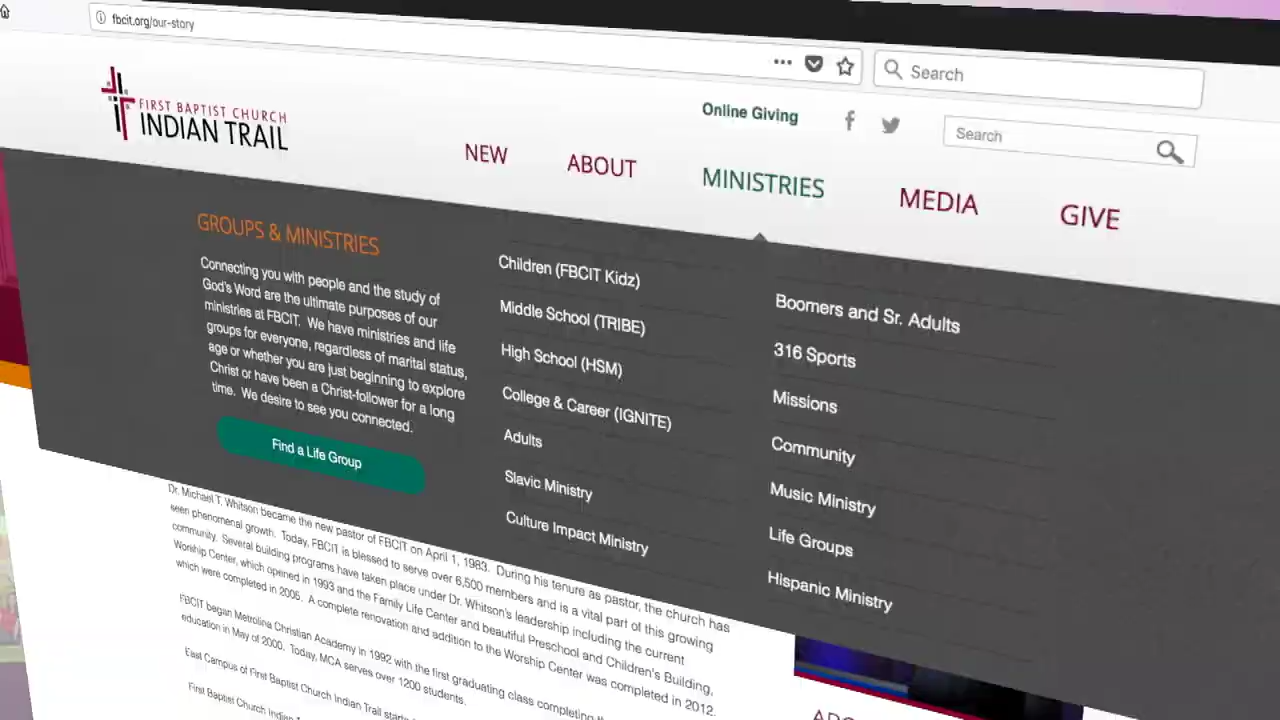 fbcit.org/our-story
Search
FIRST BAPTIST CHURCH
INDIAN TRAIL
Online Giving
Search
NEW
ABOUT
MINISTRIES
MEDIA
GIVE
GROUPS & MINISTRIES
Connecting you with people and the study of
God's Word are the ultimate purposes of our
ministries at FBCIT. We have ministries and life
groups for everyone, regardless of marital status,
age or whether you are just beginning to explore
Christ or have been a Christ-follower for a long
time. We desire to see you connected.
Find a Life Group
Children (FBCIT Kidz)
Middle School (TRIBE)
High School (HSM)
College & Career (IGNITE)
Adults
Slavic Ministry
Culture Impact Ministry
Boomers and Sr. Adults
316 Sports
Missions
Community
Music Ministry
Life Groups
Hispanic Ministry
Dr. Michael T. Whitson became the new pastor of FBCIT on April 1, 1983. During his tenure as pastor, the church has
seen phenomenal growth. Today, FBCIT is blessed to serve over 6,500 members and is a vital part of this growing
community. Several building programs have taken place under Dr. Whitson's leadership including the current
Worship Center, which opened in 1993 and the Family Life Center and beautiful Preschool and Children's Building,
which were completed in 2005. A complete renovation and addition to the Worship Center was completed in 2012.
FBCIT began Metrolina Christian Academy in 1992 with the first graduating class completing
education in May of 2000. Today, MCA serves over 1200 students.
East Campus of First Baptist Church Indian Trail
First Baptist Church Indian